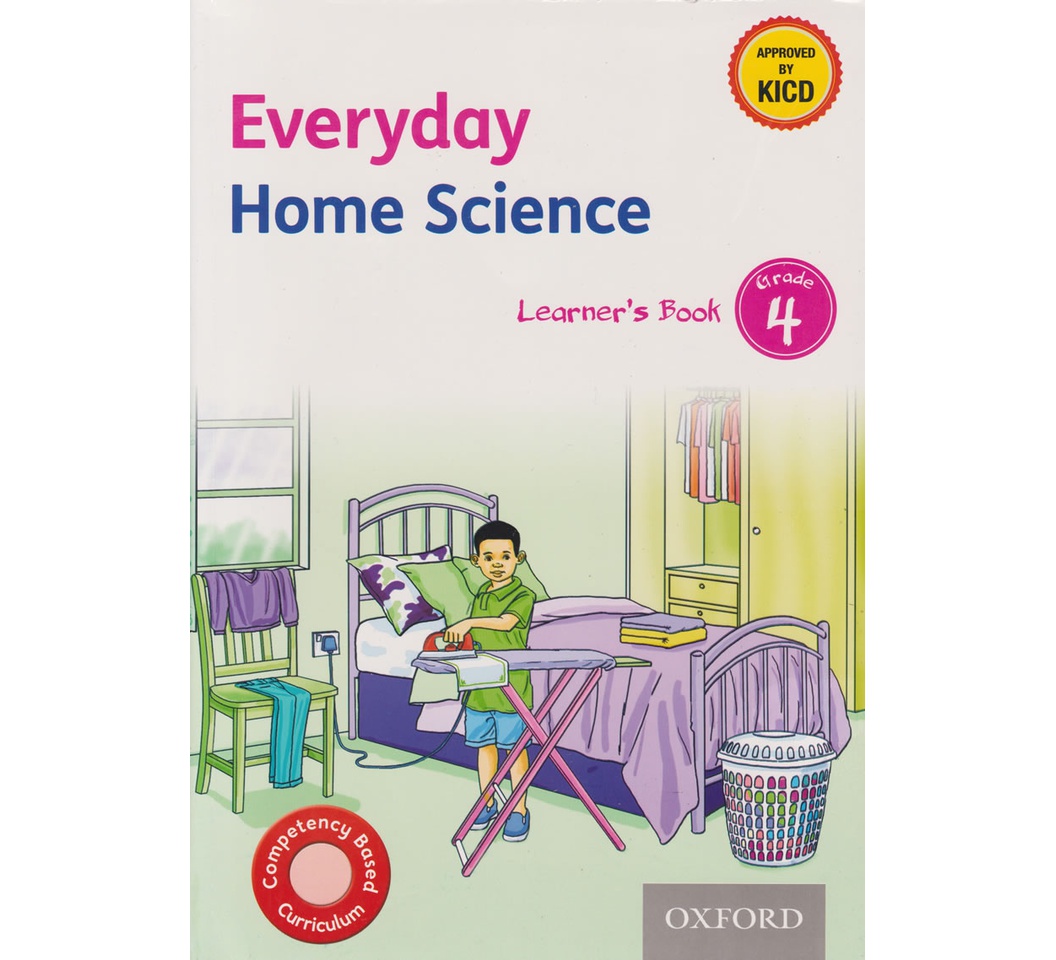 APPROVED
BY
KICD
Everyday
Home Science
Learner's Book
Grade
4
Competency Based
Curriculum
OXFORD